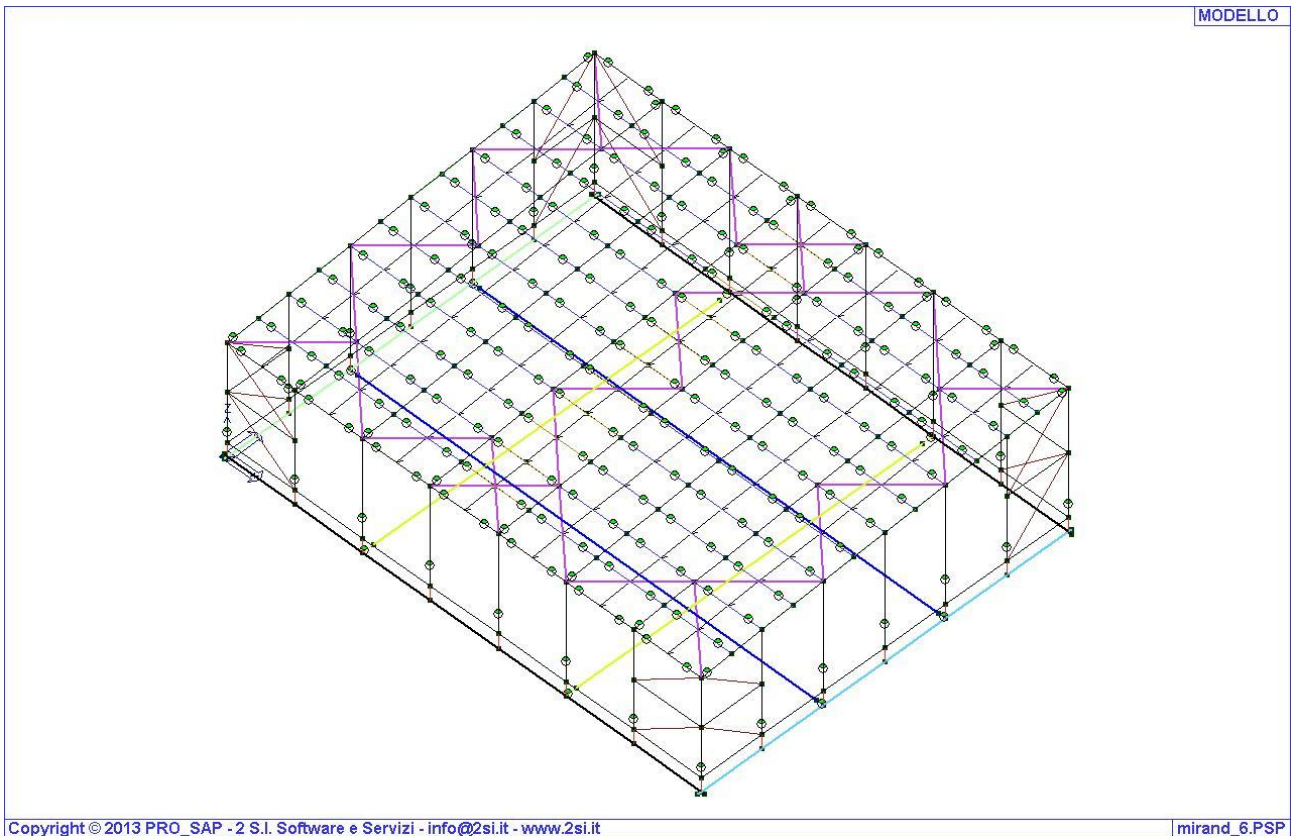 MODELLO
Z
Copyright © 2013 PRO_SAP - 2 S.I. Software e Servizi - info@2si.it - www.2si.it
mirand_6.PSP